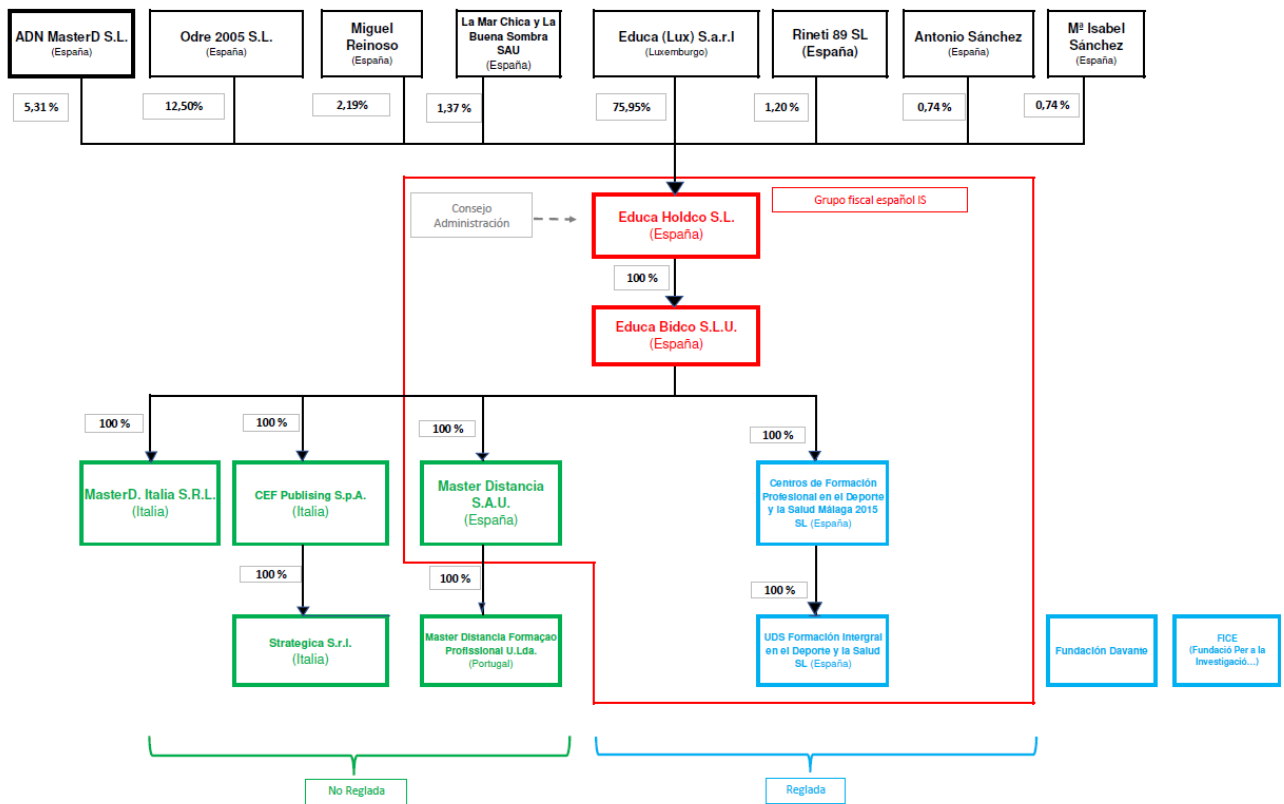 ADN MasterD S.L.
(España)
Odre 2005 S.L.
(España)
Miguel
Reinoso
(España)
La Mar Chica y La
Buena Sombra
SAU
(España)
Educa (Lux) S.a.r.l
(Luxemburgo)
Rineti 89 SL
(España)
Antonio Sánchez
(España)
Mª Isabel
Sánchez
(España)
5,31 %
12,50%
2,19%
1,37 %
75,95%
1,20 %
0,74 %
0,74 %
Consejo
Administración
Educa Holdco S.L.
(España)
Grupo fiscal español IS
100 %
Educa Bidco S.L.U.
(España)
100 %
100 %
100 %
100 %
MasterD. Italia S.R.L.
(Italia)
CEF Publising S.p.A.
(Italia)
Master Distancia
S.A.U.
(España)
Centros de Formación
Profesional en el Deporte
y la Salud Málaga 2015
SL (España)
100 %
100 %
100 %
Strategica S.r.l.
(Italia)
Master Distancia Formaçao
Profissional U.Lda.
(Portugal)
UDS Formación Intergral
en el Deporte y la Salud
SL (España)
Fundación Davante
FICE
(Fundació Per a la
Investigació...)
No Reglada
Reglada